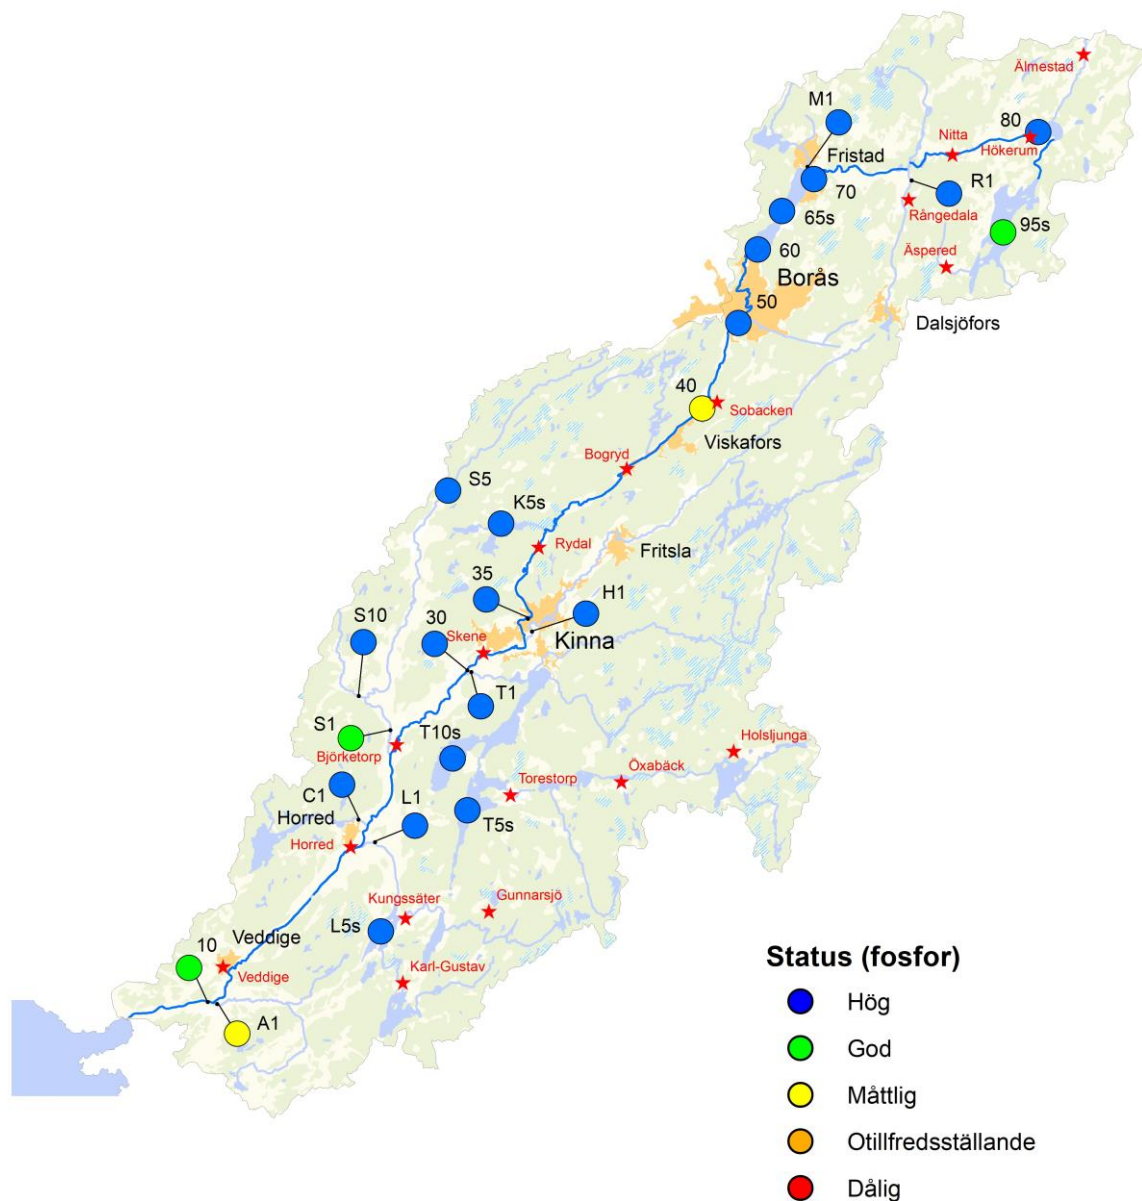 Älmestad
M1
80
Nitta
Hökerum
Fristad
R1
70
Rångedala
65s
95s
60
Äspered
Borås
50
Dalsjöfors
40
Sobacken
Viskafors
Bogryd
S5
K5s
Rydal
Fritsla
35
H1
S10
30
Skene
Kinna
T1
S1
T10s
Holsljunga
Björketorp
Öxabäck
Torestorp
C1
L1
T5s
Horred
Horred
Kungssäter
Gunnarsjö
L5s
Veddige
10
Karl-Gustav
Veddige
A1
Status (fosfor)
Hög
God
Måttlig
Otillfredsställande
Dålig